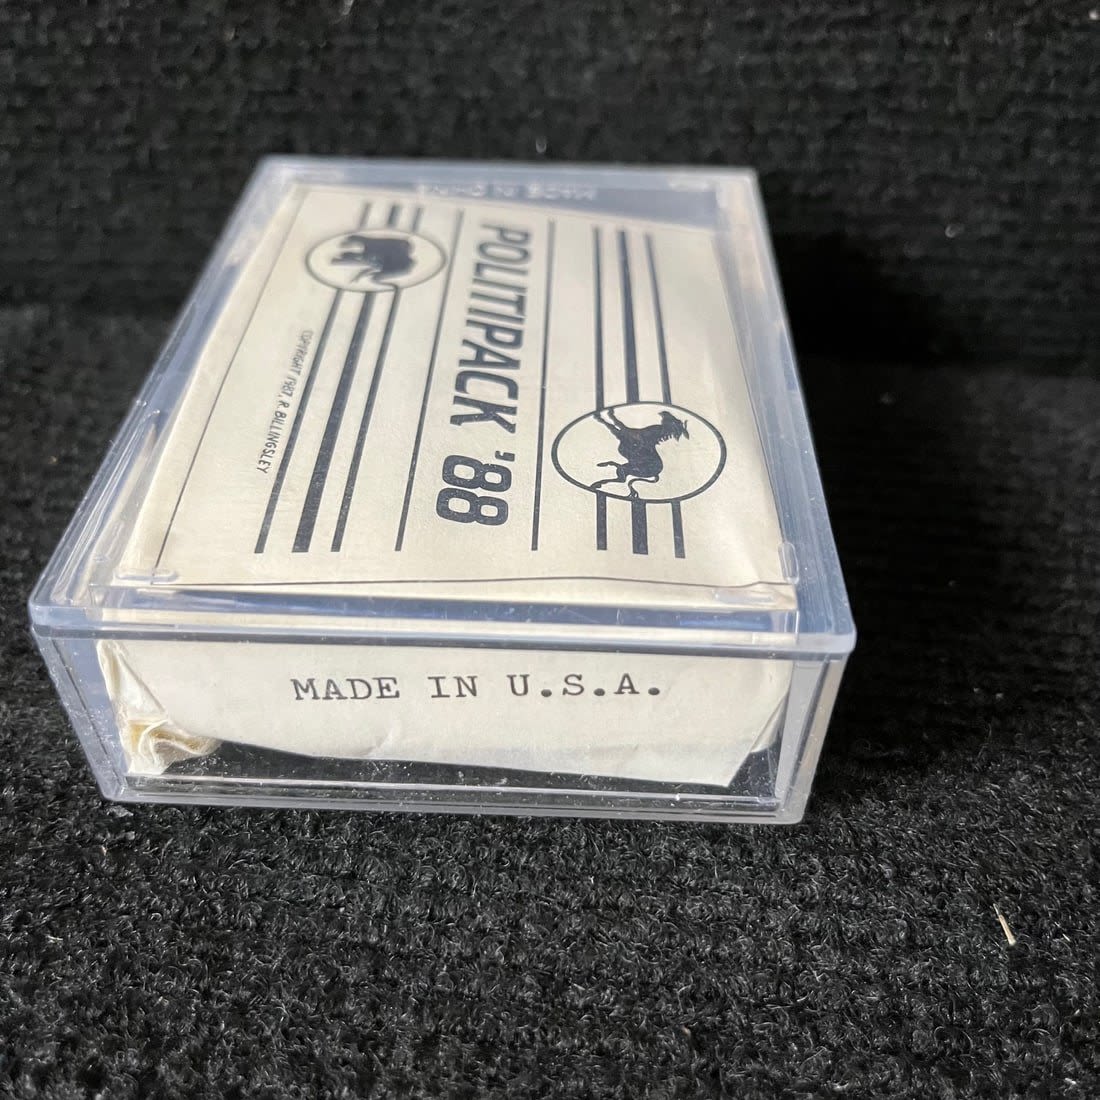 POLITIPACK '88
COPYRIGHT 1987, R. BILLINGSLEY
MADE IN U.S.A.